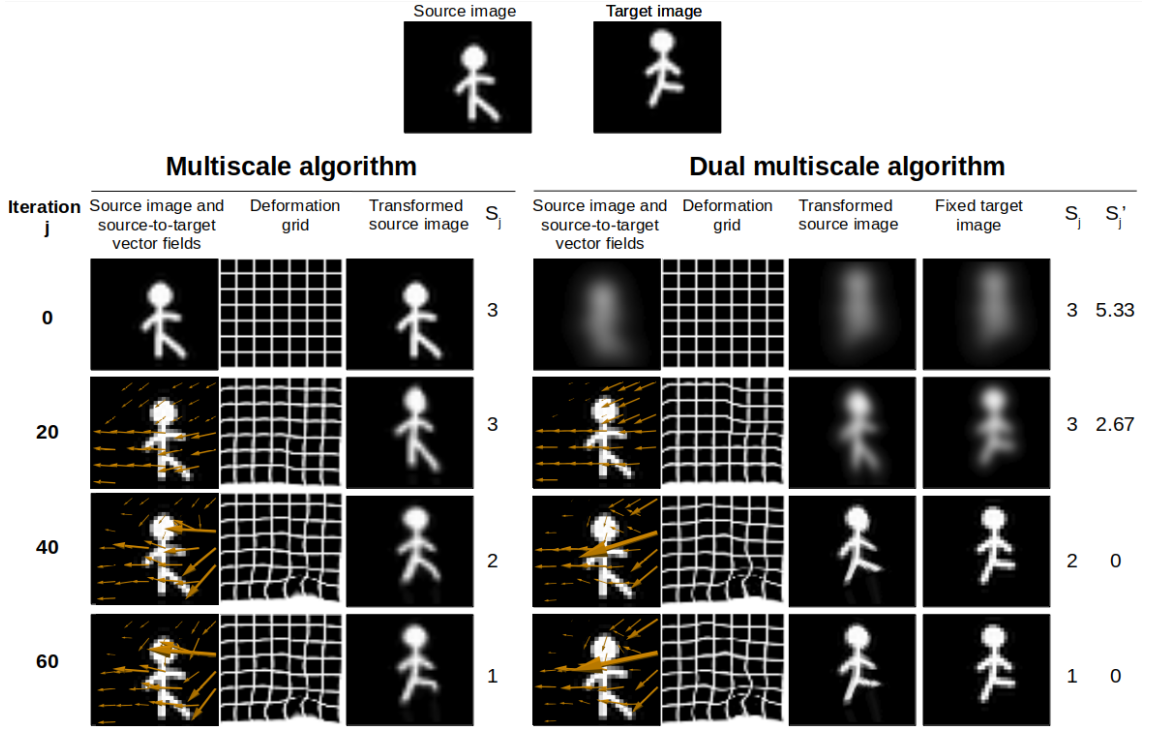 Source image
Target image
Multiscale algorithm
Dual multiscale algorithm
Iteration j
Source image and source-to-target vector fields
Deformation grid
Transformed source image
Sj
Source image and source-to-target vector fields
Deformation grid
Transformed source image
Fixed target image
Sj
Sj'
0
3
3
5.33
20
3
3
2.67
40
2
2
0
60
1
1
0